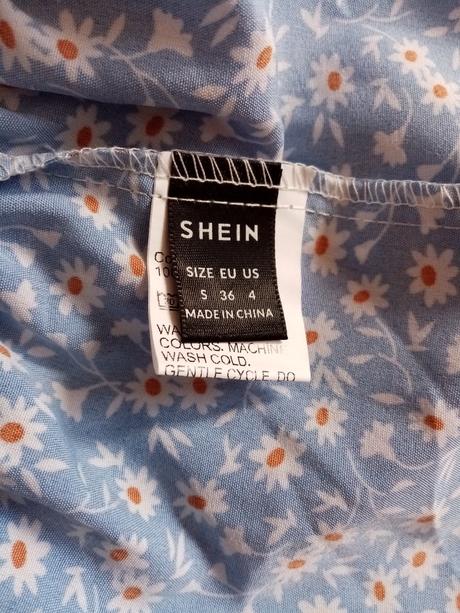 SHEIN
SIZE EU US
S 36 4
MADE IN CHINA
COLORS. MACHINE
WASH COLD.
GENTLE CYCLE. DO